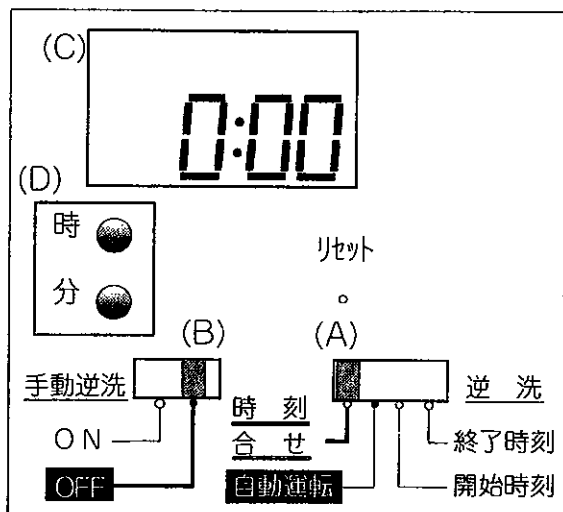 (C)
0:00
(D)
時
分
リセット
(B)
(A)
手動逆洗
時 刻
合 せ
逆 洗
ON
終了時刻
OFF
自動運転
開始時刻